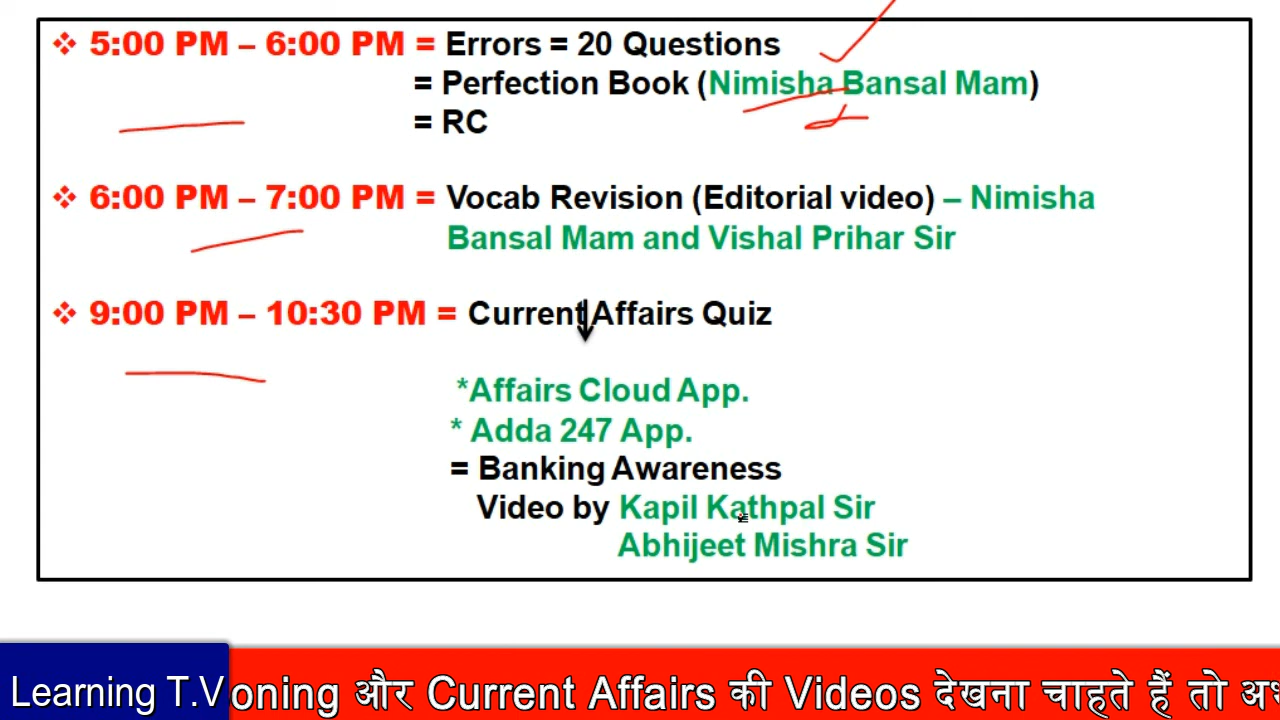 ❖ 5:00 PM – 6:00 PM = Errors = 20 Questions
= Perfection Book (Nimisha Bansal Mam)
= RC
❖ 6:00 PM – 7:00 PM = Vocab Revision (Editorial video) – Nimisha
Bansal Mam and Vishal Prihar Sir
❖ 9:00 PM – 10:30 PM = Current Affairs Quiz
*Affairs Cloud App.
* Adda 247 App.
= Banking Awareness
Video by Kapil Kathpal Sir
Abhijeet Mishra Sir
Learning T.V oning और Current Affairs की Videos देखना चाहते हैं तो